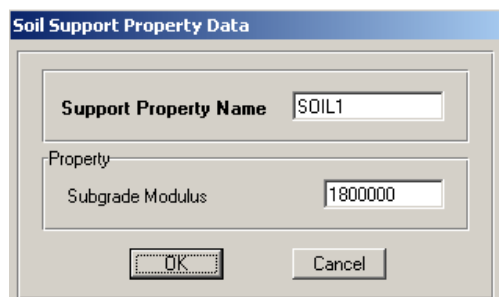 Soil Support Property Data
Support Property Name SOIL1
Property
Subgrade Modulus 1800000
OK Cancel